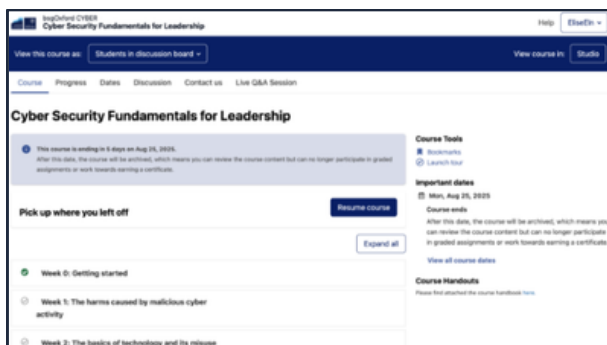 bsgOxford CYBER
Cyber Security Fundamentals for Leadership
Help
EliseEin
View this course as:
Students in discussion board
View course in:
Studio
Course Progress Dates Discussion Contact us Live Q&A Session
Cyber Security Fundamentals for Leadership
This course is ending in 5 days on Aug 25, 2025.
After this date, the course will be archived, which means you can review the course content but can no longer participate in graded
assignments or work towards earning a certificate.
Pick up where you left off
Resume course
Expand all
Week 0: Getting started
Week 1: The harms caused by malicious cyber
activity
Week 2: The basics of technology and its misuse
Course Tools
Bookmarks
Launch tour
Important dates
Mon, Aug 25, 2025
Course ends
After this date, the course will be archived, which means you
can review the course content but can no longer participate
in graded assignments or work towards earning a certificate.
View all course dates
Course Handouts
Please find attached the course handbook here.